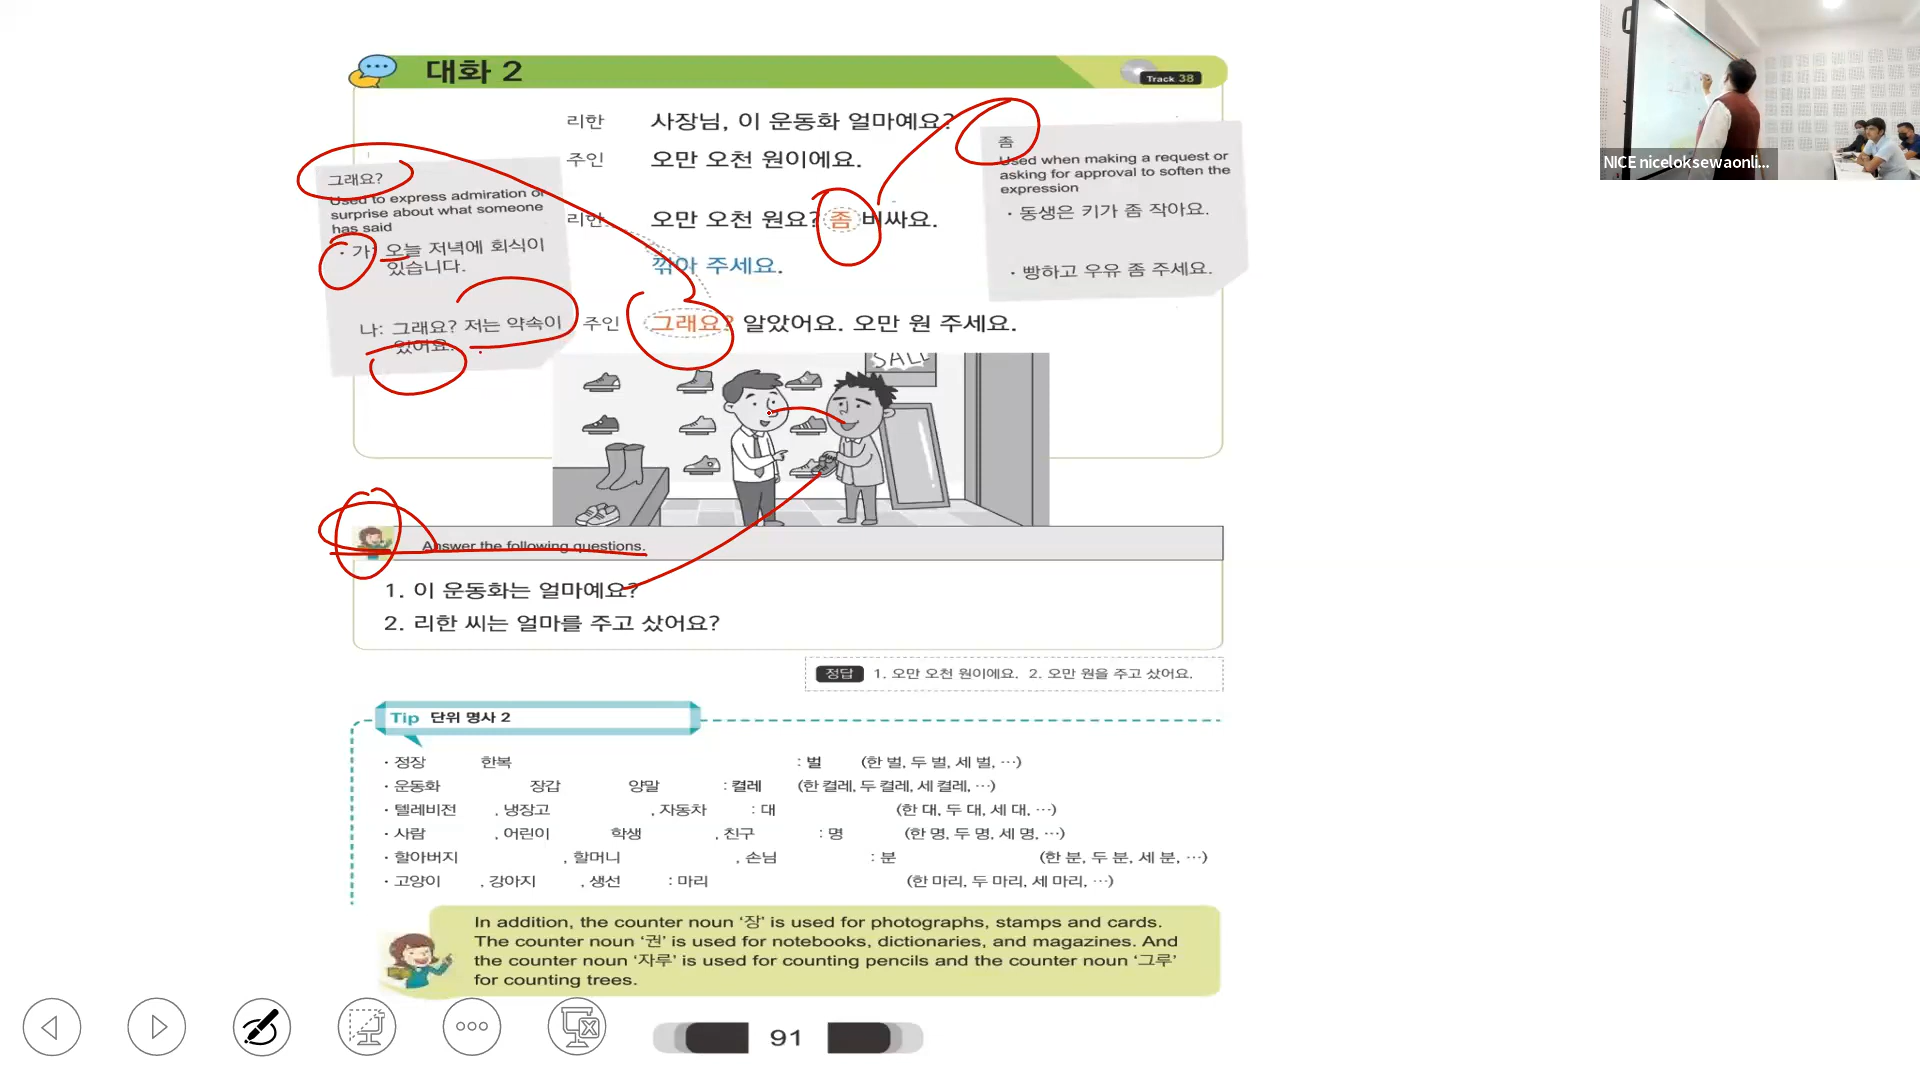 대화 2
Track 38
리한 사장님, 이 운동화 얼마예요?
주인 오만 오천 원이에요.
리한 오만 오천 원요? 좀 비싸요.
깎아 주세요.
주인 그래요? 알았어요. 오만 원 주세요.
그래요?
Used to express admiration or
surprise about what someone
has said
· 가: 오늘 저녁에 회식이
있습니다.
나: 그래요? 저는 약속이
있어요.
좀
Used when making a request or
asking for approval to soften the
expression
· 동생은 키가 좀 작아요.
· 빵하고 우유 좀 주세요.
SALE
Answer the following questions.
1. 이 운동화는 얼마예요?
2. 리한 씨는 얼마를 주고 샀어요?
정답 1. 오만 오천 원이에요. 2. 오만 원을 주고 샀어요.
Tip 단위 명사 2
· 정장 한복 : 벌 (한 벌, 두 벌, 세 벌, …)
· 운동화 장갑 양말 : 켤레 (한 켤레, 두 켤레, 세 켤레, …)
· 텔레비전 , 냉장고 , 자동차 : 대 (한 대, 두 대, 세 대, …)
· 사람 , 어린이 학생 , 친구 : 명 (한 명, 두 명, 세 명, …)
· 할아버지 , 할머니 , 손님 : 분 (한 분, 두 분, 세 분, …)
· 고양이 , 강아지 , 생선 : 마리 (한 마리, 두 마리, 세 마리, …)
In addition, the counter noun ‘장’ is used for photographs, stamps and cards.
The counter noun ‘권’ is used for notebooks, dictionaries, and magazines. And
the counter noun ‘자루’ is used for counting pencils and the counter noun ‘그루’
for counting trees.
91
NICE niceloksewaonli...